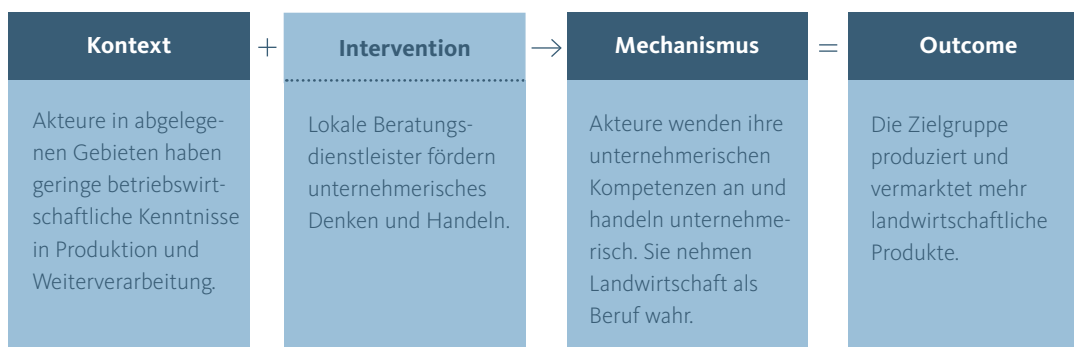 Kontext
+
Intervention
→
Mechanismus
=
Outcome
Akteure in abgelege-
nen Gebieten haben
geringe betriebswirt-
schaftliche Kenntnisse
in Produktion und
Weiterverarbeitung.
Lokale Beratungs-
dienstleister fördern
unternehmerisches
Denken und Handeln.
Akteure wenden ihre
unternehmerischen
Kompetenzen an und
handeln unternehme-
risch. Sie nehmen
Landwirtschaft als
Beruf wahr.
Die Zielgruppe
produziert und
vermarktet mehr
landwirtschaftliche
Produkte.